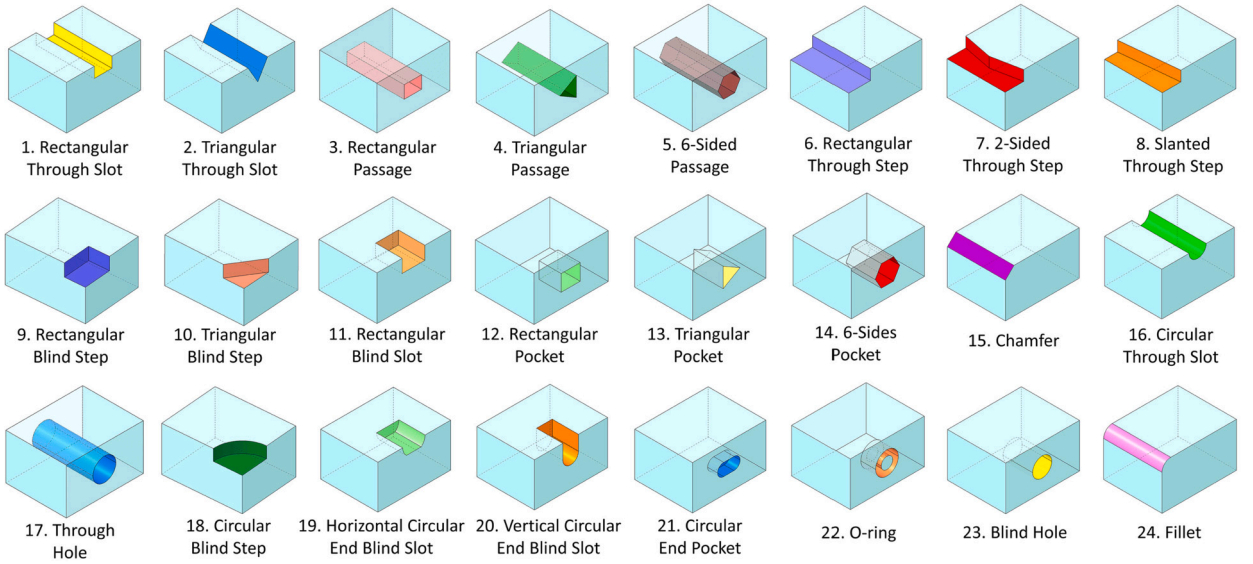 1. Rectangular
Through Slot
2. Triangular
Through Slot
3. Rectangular
Passage
4. Triangular
Passage
5. 6-Sided
Passage
6. Rectangular
Through Step
7. 2-Sided
Through Step
8. Slanted
Through Step
9. Rectangular
Blind Step
10. Triangular
Blind Step
11. Rectangular
Blind Slot
12. Rectangular
Pocket
13. Triangular
Pocket
14. 6-Sides
Pocket
15. Chamfer
16. Circular
Through Slot
17. Through
Hole
18. Circular
Blind Step
19. Horizontal Circular
End Blind Slot
20. Vertical Circular
End Blind Slot
21. Circular
End Pocket
22. O-ring
23. Blind Hole
24. Fillet